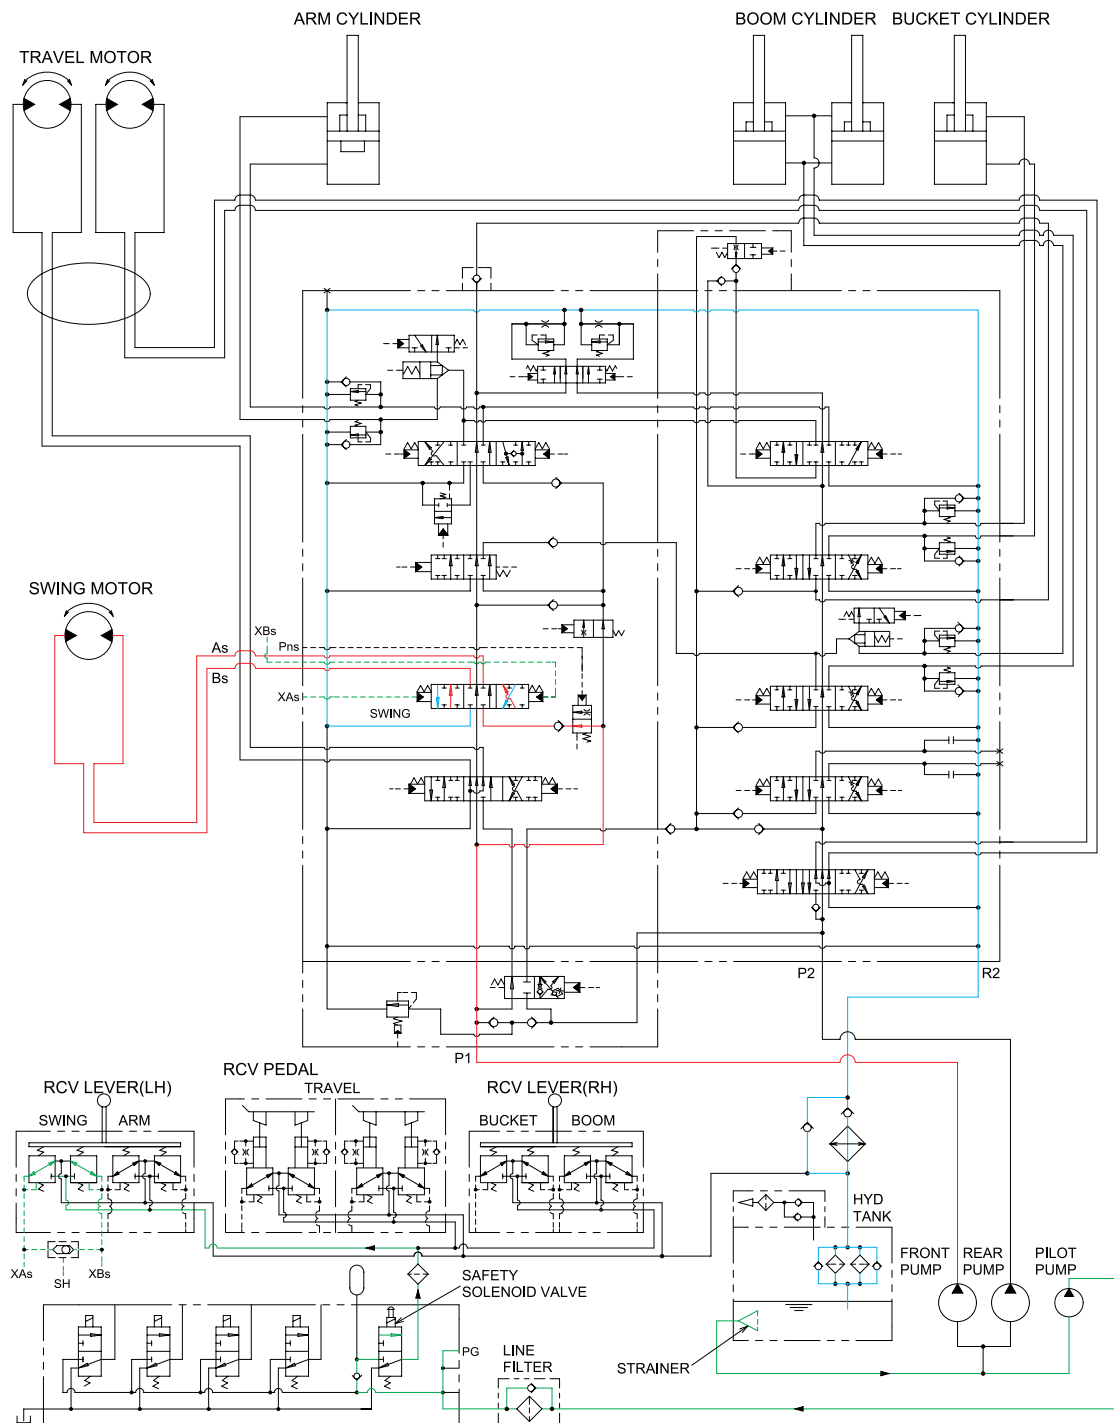 ARM CYLINDER
BOOM CYLINDER
BUCKET CYLINDER
TRAVEL MOTOR
SWING MOTOR
XBs
As
Pns
Bs
XAs
SWING
P2
R2
P1
RCV LEVER(LH)
SWING
ARM
RCV PEDAL
TRAVEL
RCV LEVER(RH)
BUCKET
BOOM
HYD
TANK
FRONT
PUMP
REAR
PUMP
PILOT
PUMP
XAs
SH
XBs
SAFETY
SOLENOID VALVE
PG
LINE
FILTER
STRAINER